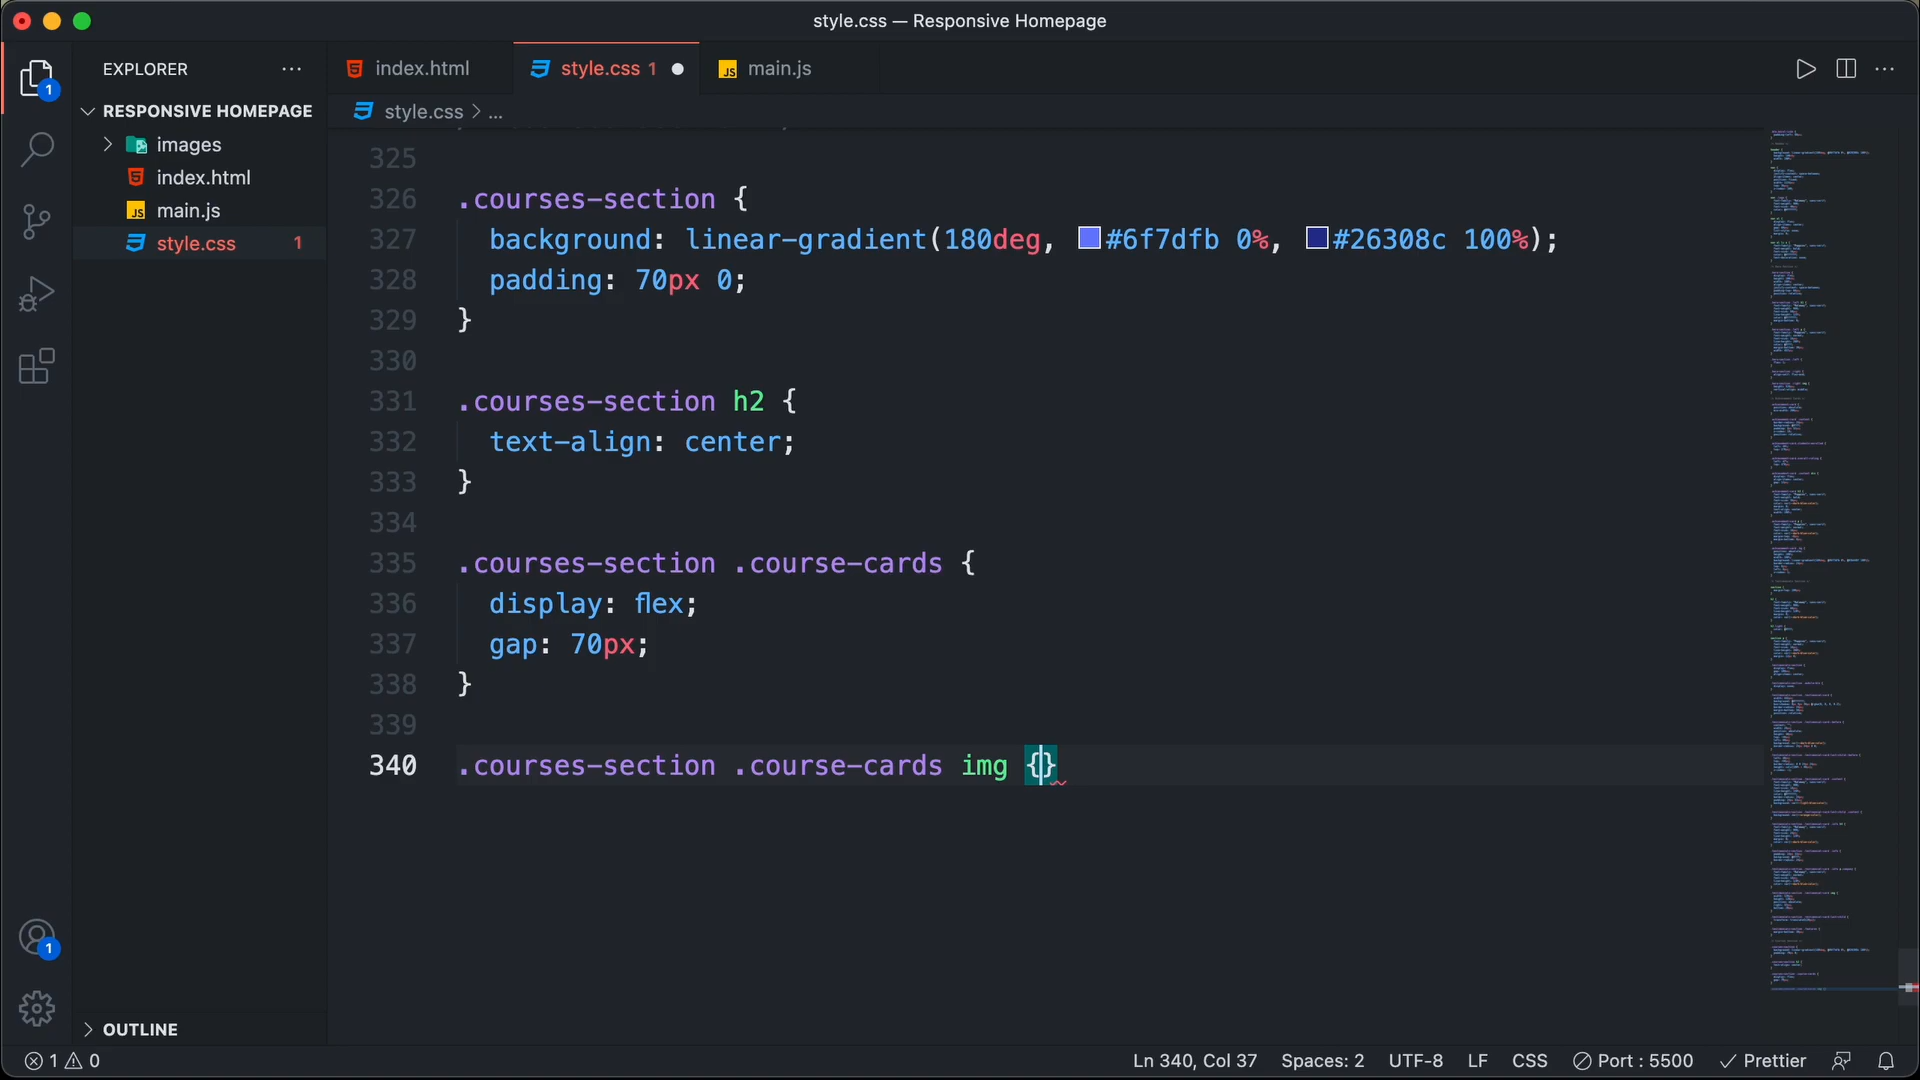 style.css — Responsive Homepage
EXPLORER
index.html
style.css 1
main.js
1
RESPONSIVE HOMEPAGE
style.css > ...
images
index.html
main.js
style.css 1
325
326 .courses-section {
327 background: linear-gradient(180deg, #6f7dfb 0%, #26308c 100%);
328 padding: 70px 0;
329 }
330
331 .courses-section h2 {
332 text-align: center;
333 }
334
335 .courses-section .course-cards {
336 display: flex;
337 gap: 70px;
338 }
339
340 .courses-section .course-cards img {}
1
OUTLINE
1 0 Ln 340, Col 37 Spaces: 2 UTF-8 LF CSS Port : 5500 Prettier